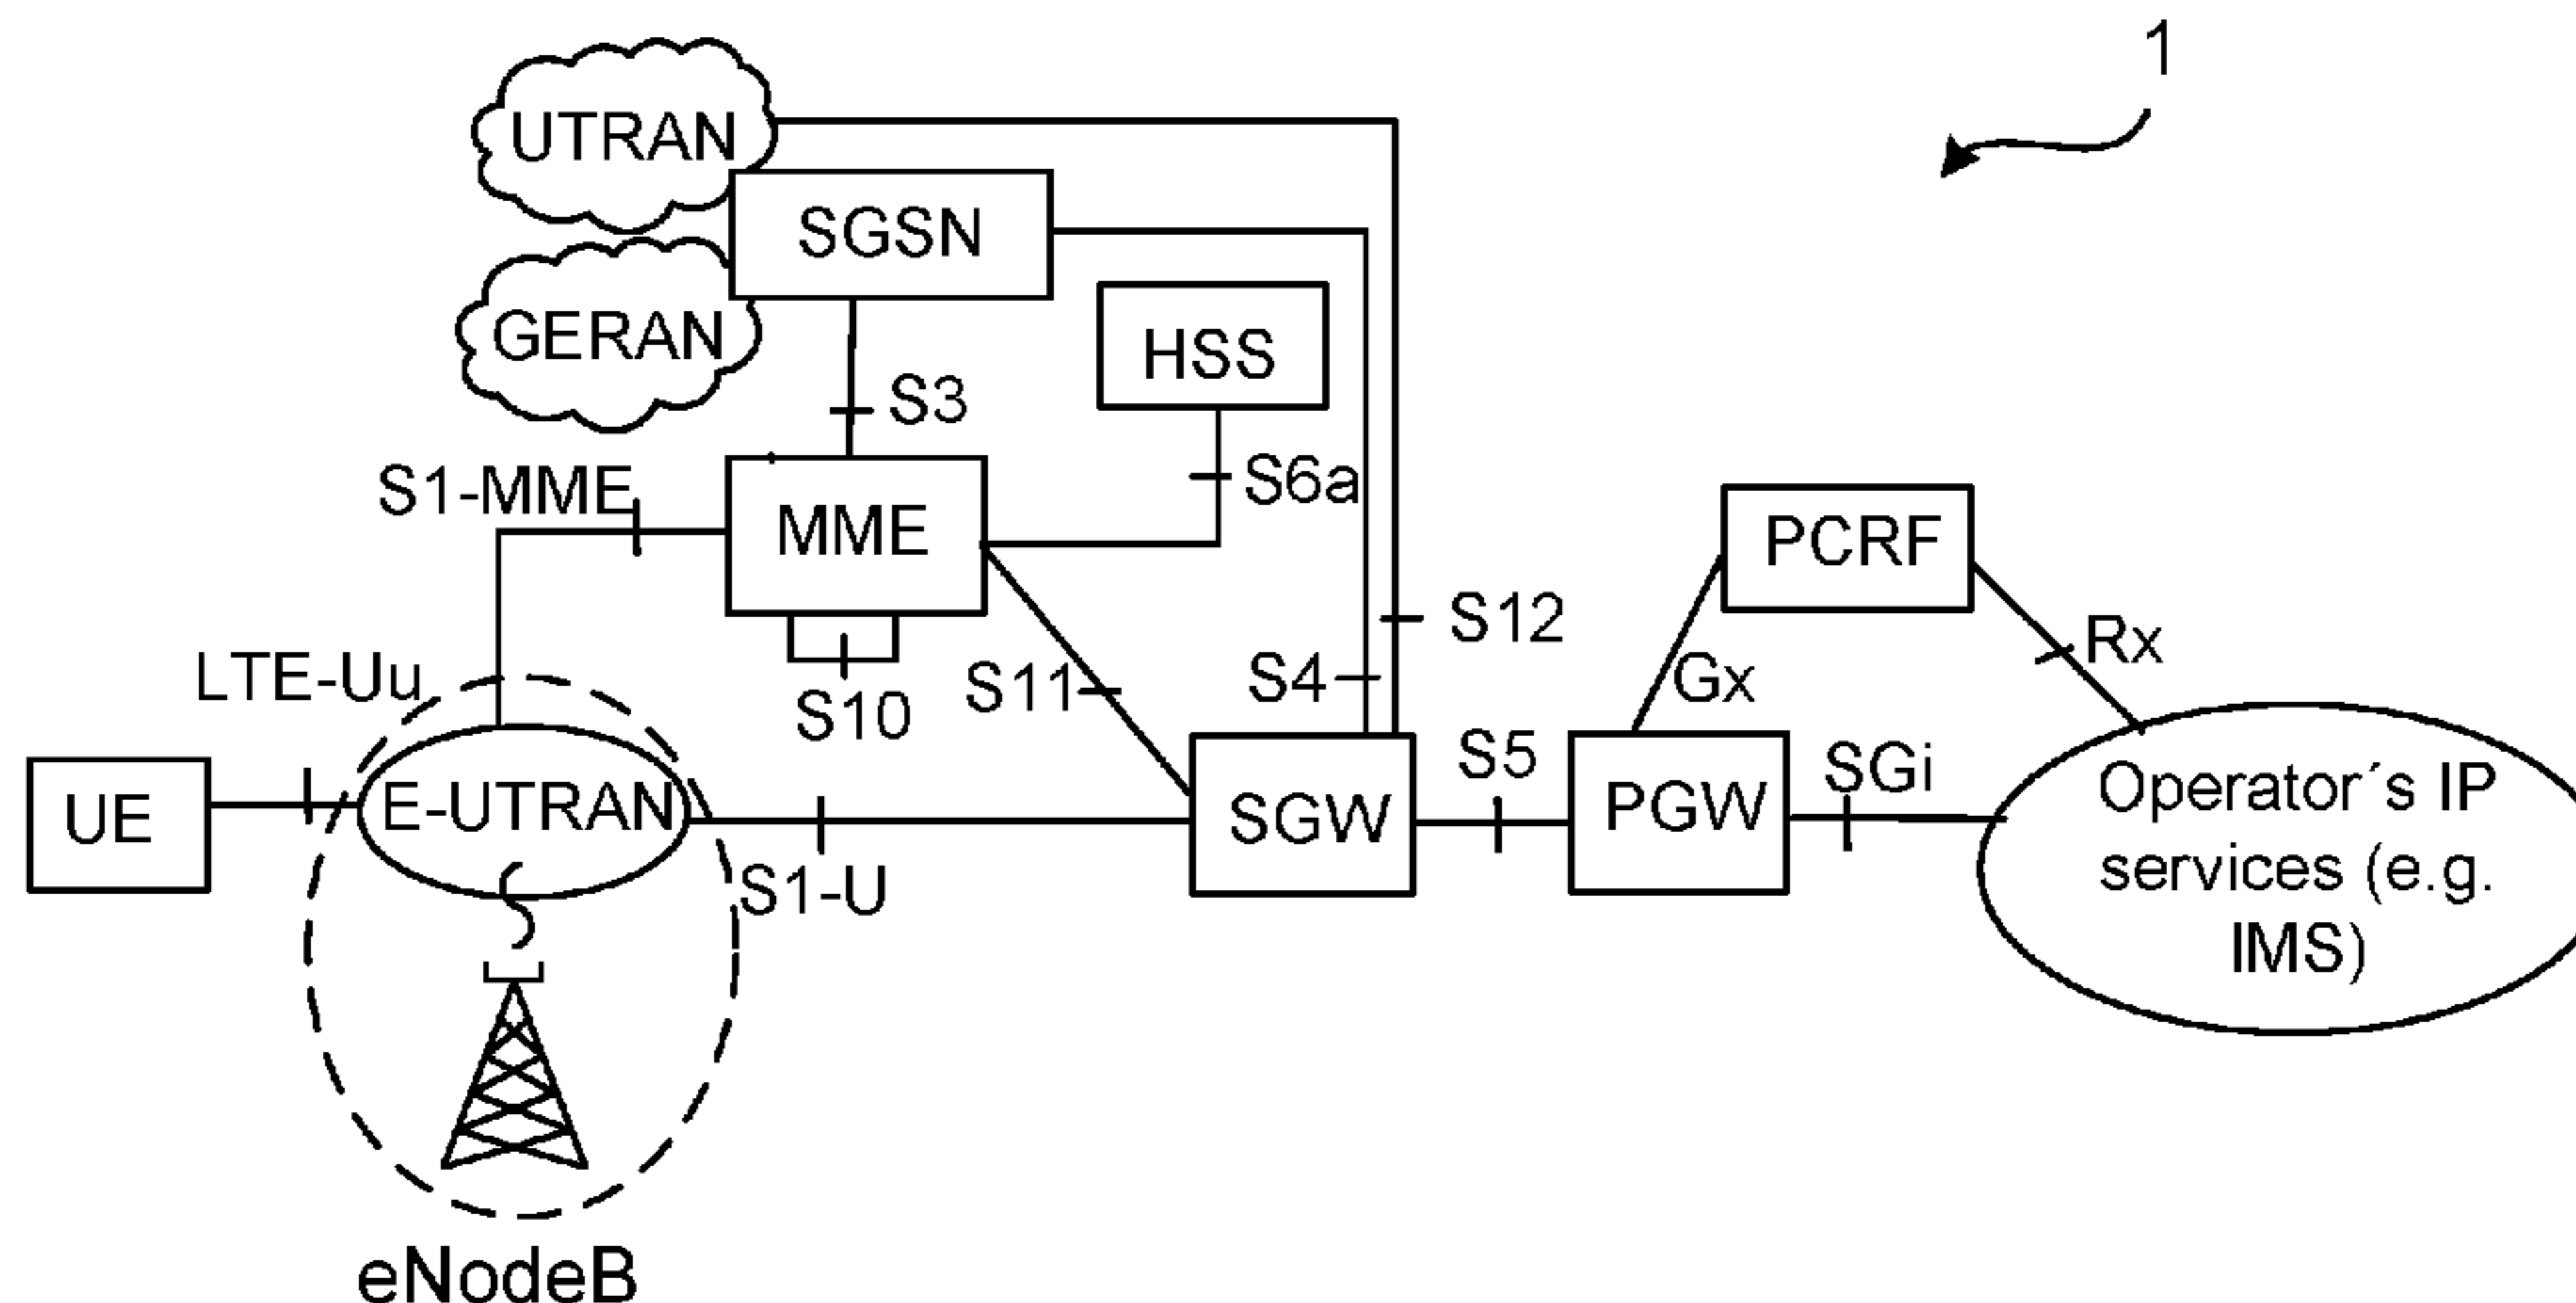 1
UTRAN
SGSN
GERAN
HSS
S3
S6a
S1-MME
MME
PCRF
S12
Rx
LTE-Uu
S11
S4
Gx
S10
S5
SGi
UE
E-UTRAN
SGW
PGW
Operator´s IP
services (e.g.
IMS)
S1-U
eNodeB